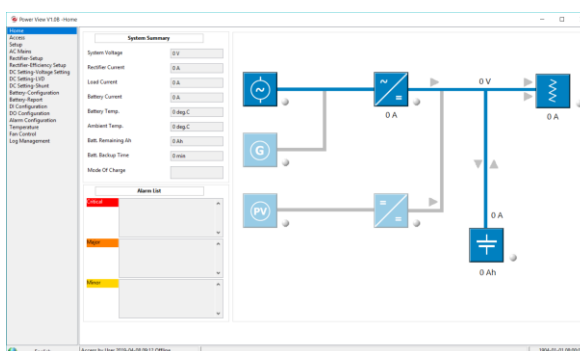 Power View V1.08 -Home
Home
Access
Setup
AC Mains
Rectifier-Setup
Rectifier-Efficiency Setup
DC Setting-Voltage Setting
DC Setting-LVD
DC Setting-Shunt
Battery-Configuration
Battery-Report
DI Configuration
DO Configuration
Alarm Configuration
Temperature
Fan Control
Log Management
System Summary
System Voltage 0 V
Rectifier Current 0 A
Load Current 0 A
Battery Current 0 A
Battery Temp. 0 deg.C
Ambient Temp. 0 deg.C
Batt. Remaining Ah 0 Ah
Batt. Backup Time 0 min
Mode Of Charge
Alarm List
Critical
Major
Minor
0 V
0 A
0 A
G
PV
0 A
0 Ah